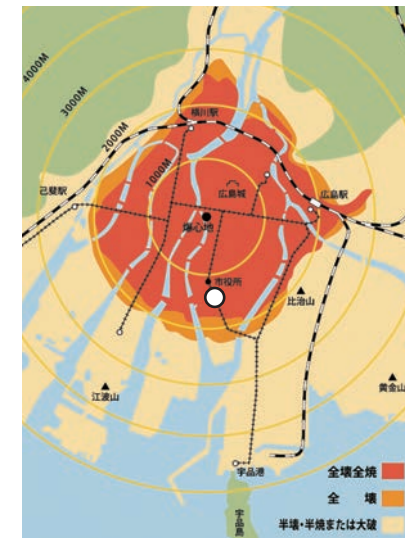 4000M
3000M
2000M
1000M
横川駅
己斐駅
広島城
広島駅
爆心地
市役所
比治山
江波山
黄金山
宇品港
宇品島
全壊全焼
全 壊
半壊・半焼または大破